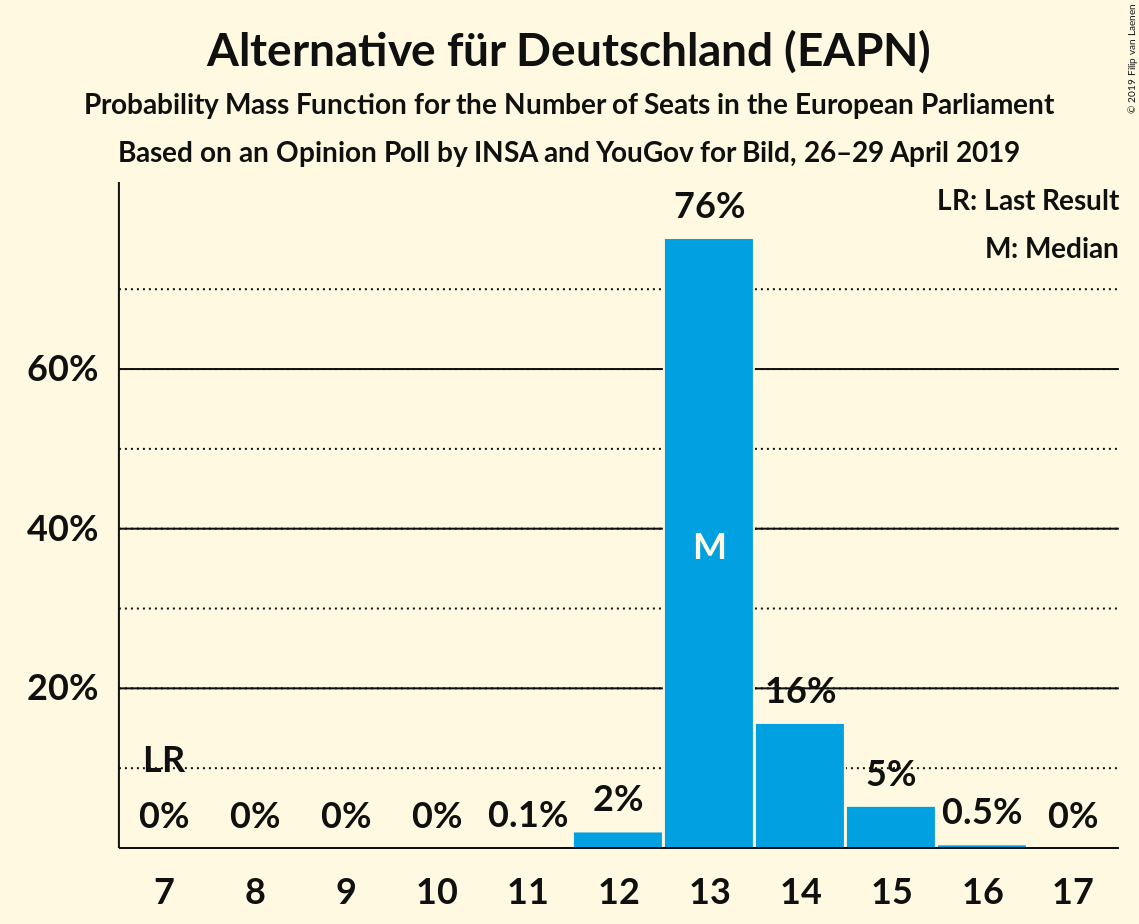 Alternative für Deutschland (EAPN)
Probability Mass Function for the Number of Seats in the European Parliament
Based on an Opinion Poll by INSA and YouGov for Bild, 26–29 April 2019
© 2019 Filip van Laenen
LR: Last Result
M: Median
76%
60%
40%
M
20%
16%
LR
5%
0% 0% 0% 0% 0.1% 2% 0.5% 0%
7 8 9 10 11 12 13 14 15 16 17